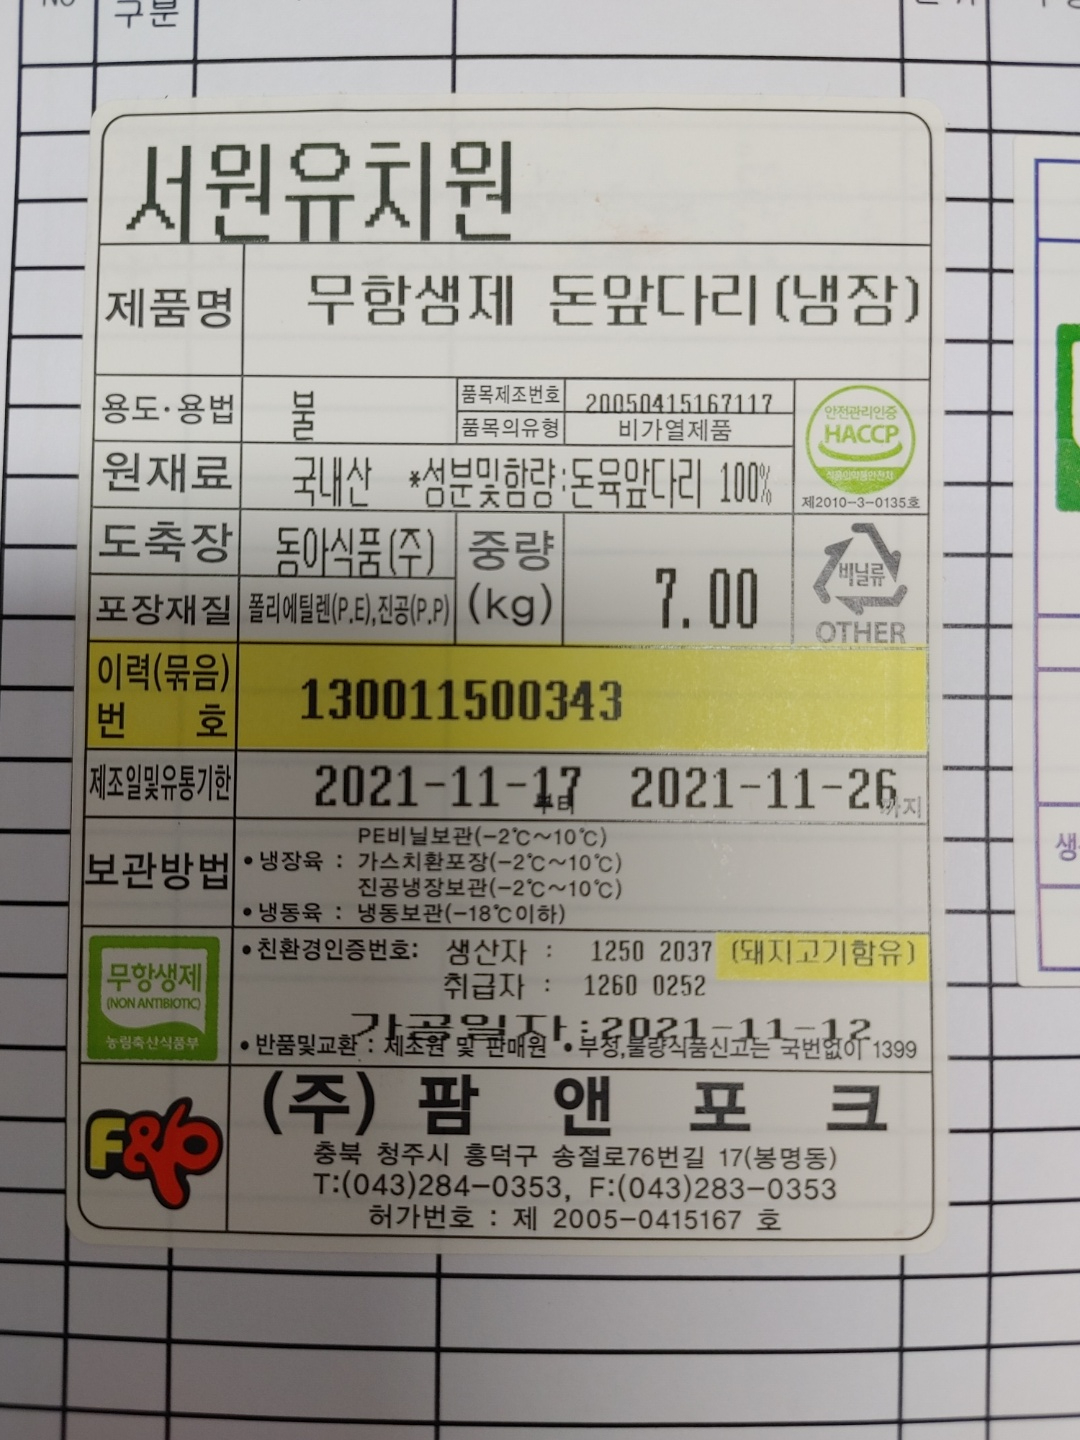 구분
서원유치원
제품명 무항생제 돈앞다리(냉장)
용도·용법 불 품목제조번호 20050415167117
품목의유형 비가열제품
안전관리인증
HACCP
제2010-3-0135호
원재료 국내산 *성분및함량:돈육앞다리 100%
도축장 동아식품(주) 중량 (kg) 7.00
포장재질 폴리에틸렌(P.E),진공(P.P)
비닐류
OTHER
이력(묶음)
번 호 130011500343
제조일및유통기한 2021-11-17 부터 2021-11-26 까지
보관방법
PE비닐보관(-2℃~10℃)
• 냉장육 : 가스치환포장(-2℃~10℃)
진공냉장보관(-2℃~10℃)
• 냉동육 : 냉동보관(-18℃이하)
무항생제
(NON ANTIBIOTIC)
농림축산식품부
• 친환경인증번호: 생산자 : 1250 2037 (돼지고기함유)
취급자 : 1260 0252
가공일자:2021-11-12
• 반품및교환 : 제조원 및 판매원 • 부정,불량식품신고는 국번없이 1399
F&P
(주) 팜 앤 포 크
충북 청주시 흥덕구 송절로76번길 17(봉명동)
T:(043)284-0353, F:(043)283-0353
허가번호 : 제 2005-0415167 호